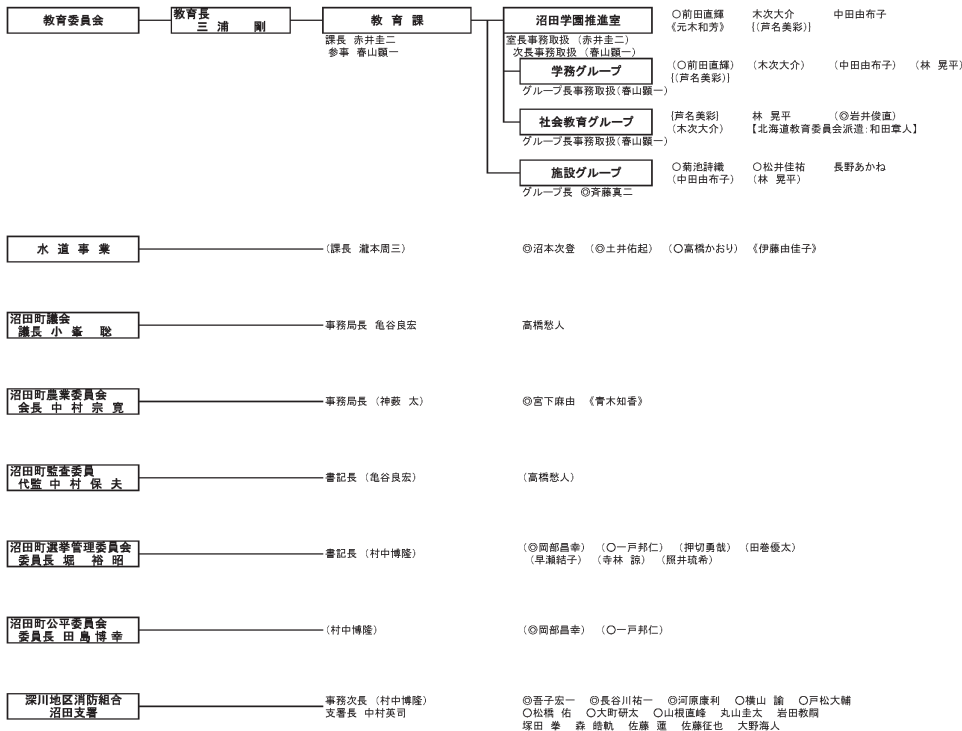 教育委員会 教育長 教 育 課 沼田学園推進室 〇前田直輝 木次大介 中田由布子
三 浦 剛 《元木和芳》 {(芦名美彩)}
課長 赤井圭二 室長事務取扱 (赤井圭二)
参事 春山顕一 次長事務取扱 (春山顕一)
学務グループ (〇前田直輝) (木次大介) (中田由布子) (林 晃平)
{(芦名美彩)}
グループ長事務取扱(春山顕一)
社会教育グループ {芦名美彩} 林 晃平 (◎岩井俊直)
(木次大介) 【北海道教育委員会派遣:和田章人】
グループ長事務取扱(春山顕一)
施設グループ 〇菊池詩織 〇松井佳祐 長野あかね
(中田由布子) (林 晃平)
グループ長 ◎斉藤真二
水 道 事 業 (課長 瀧本周三) ◎沼本次登 (◎土井佑起) (〇高橋かおり) 《伊藤由佳子》
沼田町議会
議長 小 峯 聡 事務局長 亀谷良宏 高橋愁人
沼田町農業委員会
会長 中 村 宗 寛 事務局長 (神薮 太) ◎宮下麻由 《青木知香》
沼田町監査委員
代監 中 村 保 夫 書記長 (亀谷良宏) (高橋愁人)
沼田町選挙管理委員会
委員長 堀 裕 昭 書記長 (村中博隆) (◎岡部昌幸) (〇一戸邦仁) (押切勇哉) (田巻優太)
(早瀬結子) (寺林 諒) (照井琉希)
沼田町公平委員会
委員長 田 島 博 幸 (村中博隆) (◎岡部昌幸) (〇一戸邦仁)
深川地区消防組合 事務次長 (村中博隆) ◎吾子宏一 ◎長谷川祐一 ◎河原康利 〇横山 諭 〇戸松大輔
沼田支署 支署長 中村英司 〇松橋 佑 〇大町研太 〇山根直峰 丸山圭太 岩田教嗣
塚田 拳 森 皓軌 佐藤 蓮 佐藤征也 大野海人